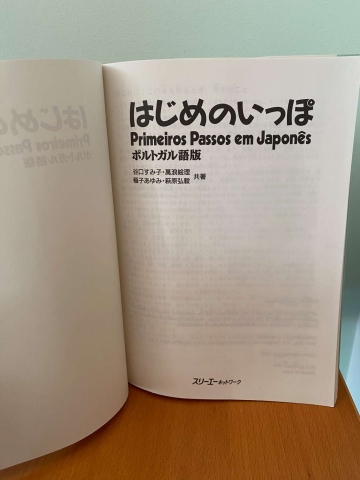 はじめのいっぽ
Primeiros Passos em Japonês
ポルトガル語版
谷口すみ子・萬浪絵理
稲子あゆみ・萩原弘毅 共著
スリーエーネットワーク